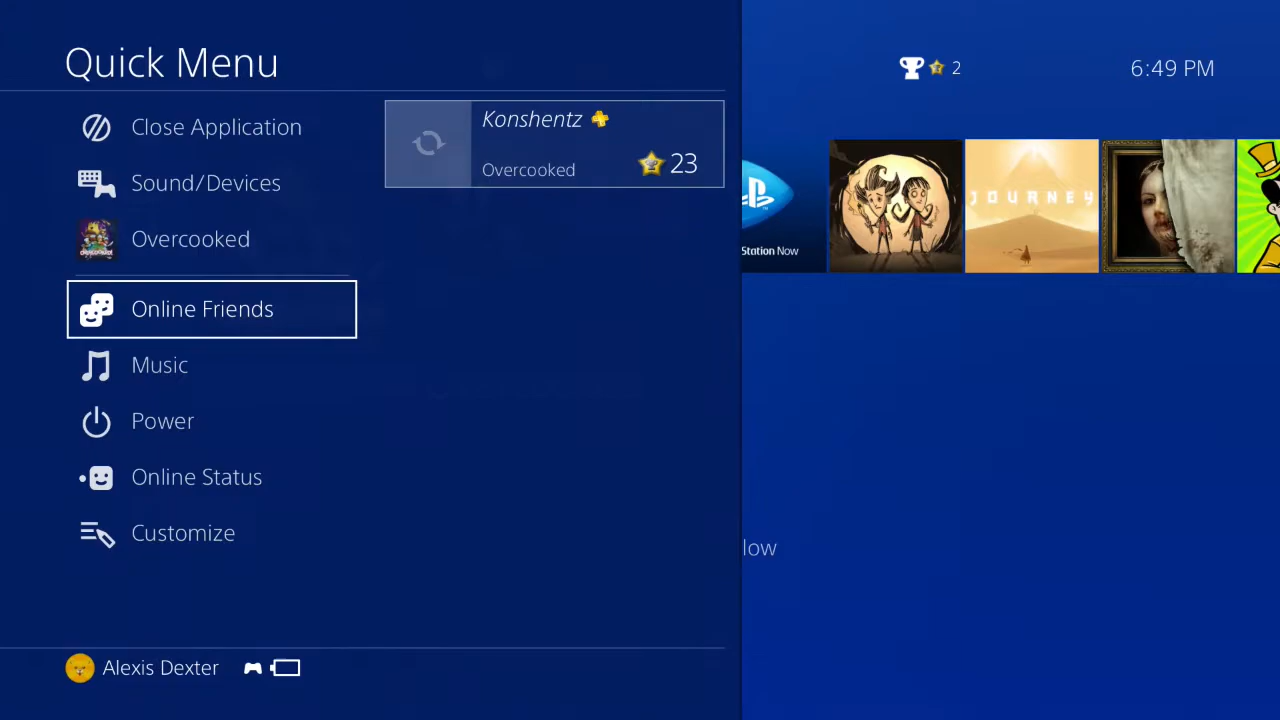 Quick Menu
Close Application
Sound/Devices
Overcooked
Online Friends
Music
Power
Online Status
Customize
Alexis Dexter
Konshentz
Overcooked
23
2
6:49 PM
Station Now
JOURNEY
low